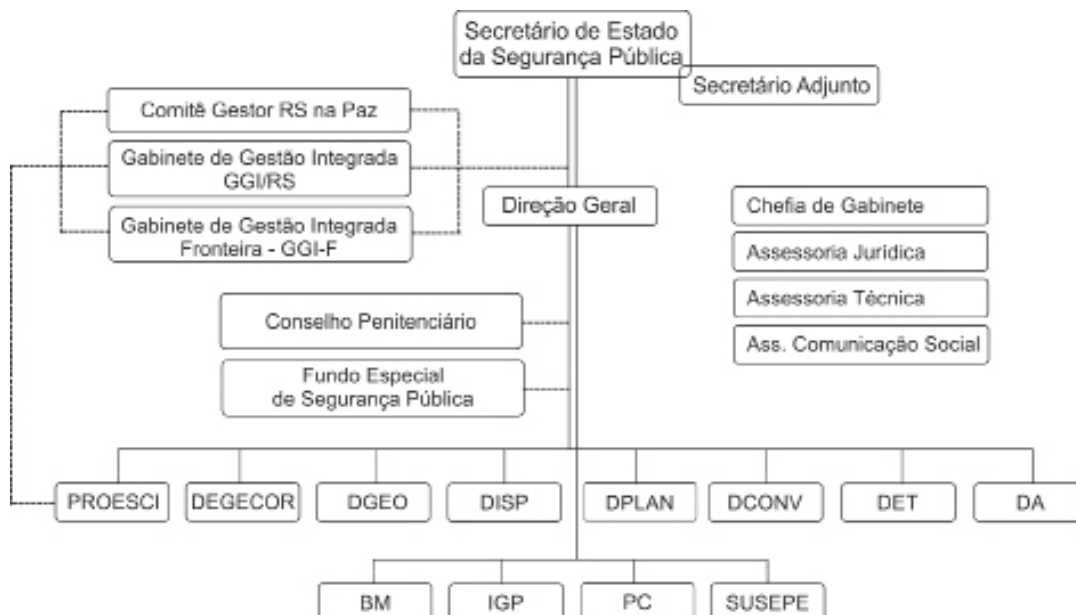 Secretário de Estado
da Segurança Pública
Secretário Adjunto
Comitê Gestor RS na Paz
Gabinete de Gestão Integrada
GGI/RS
Gabinete de Gestão Integrada
Fronteira - GGI-F
Direção Geral
Chefia de Gabinete
Assessoria Jurídica
Assessoria Técnica
Ass. Comunicação Social
Conselho Penitenciário
Fundo Especial
de Segurança Pública
PROESCI
DEGECOR
DGEO
DISP
DPLAN
DCONV
DET
DA
BM
IGP
PC
SUSEPE